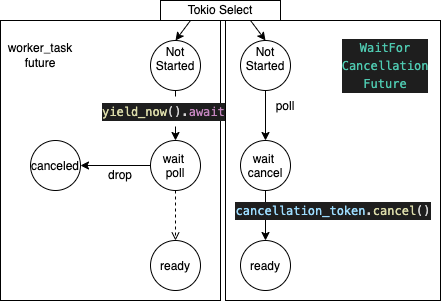 Tokio Select
worker_task
future
Not
Started
yield_now().await
canceled
drop
wait
poll
ready
Not
Started
WaitFor
Cancellation
Future
poll
wait
cancel
cancellation_token.cancel()
ready